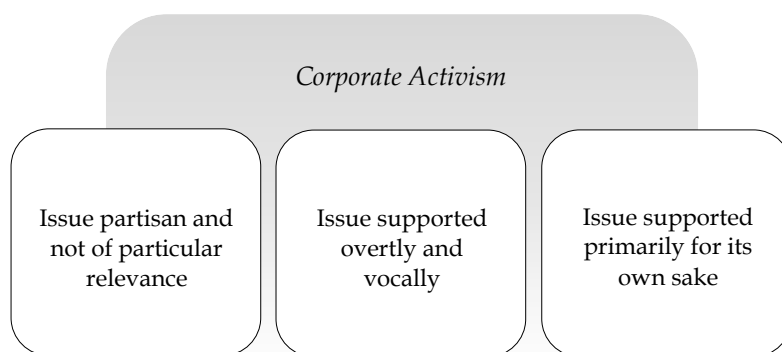 Corporate Activism
Issue partisan and
not of particular
relevance
Issue supported
overtly and
vocally
Issue supported
primarily for its
own sake